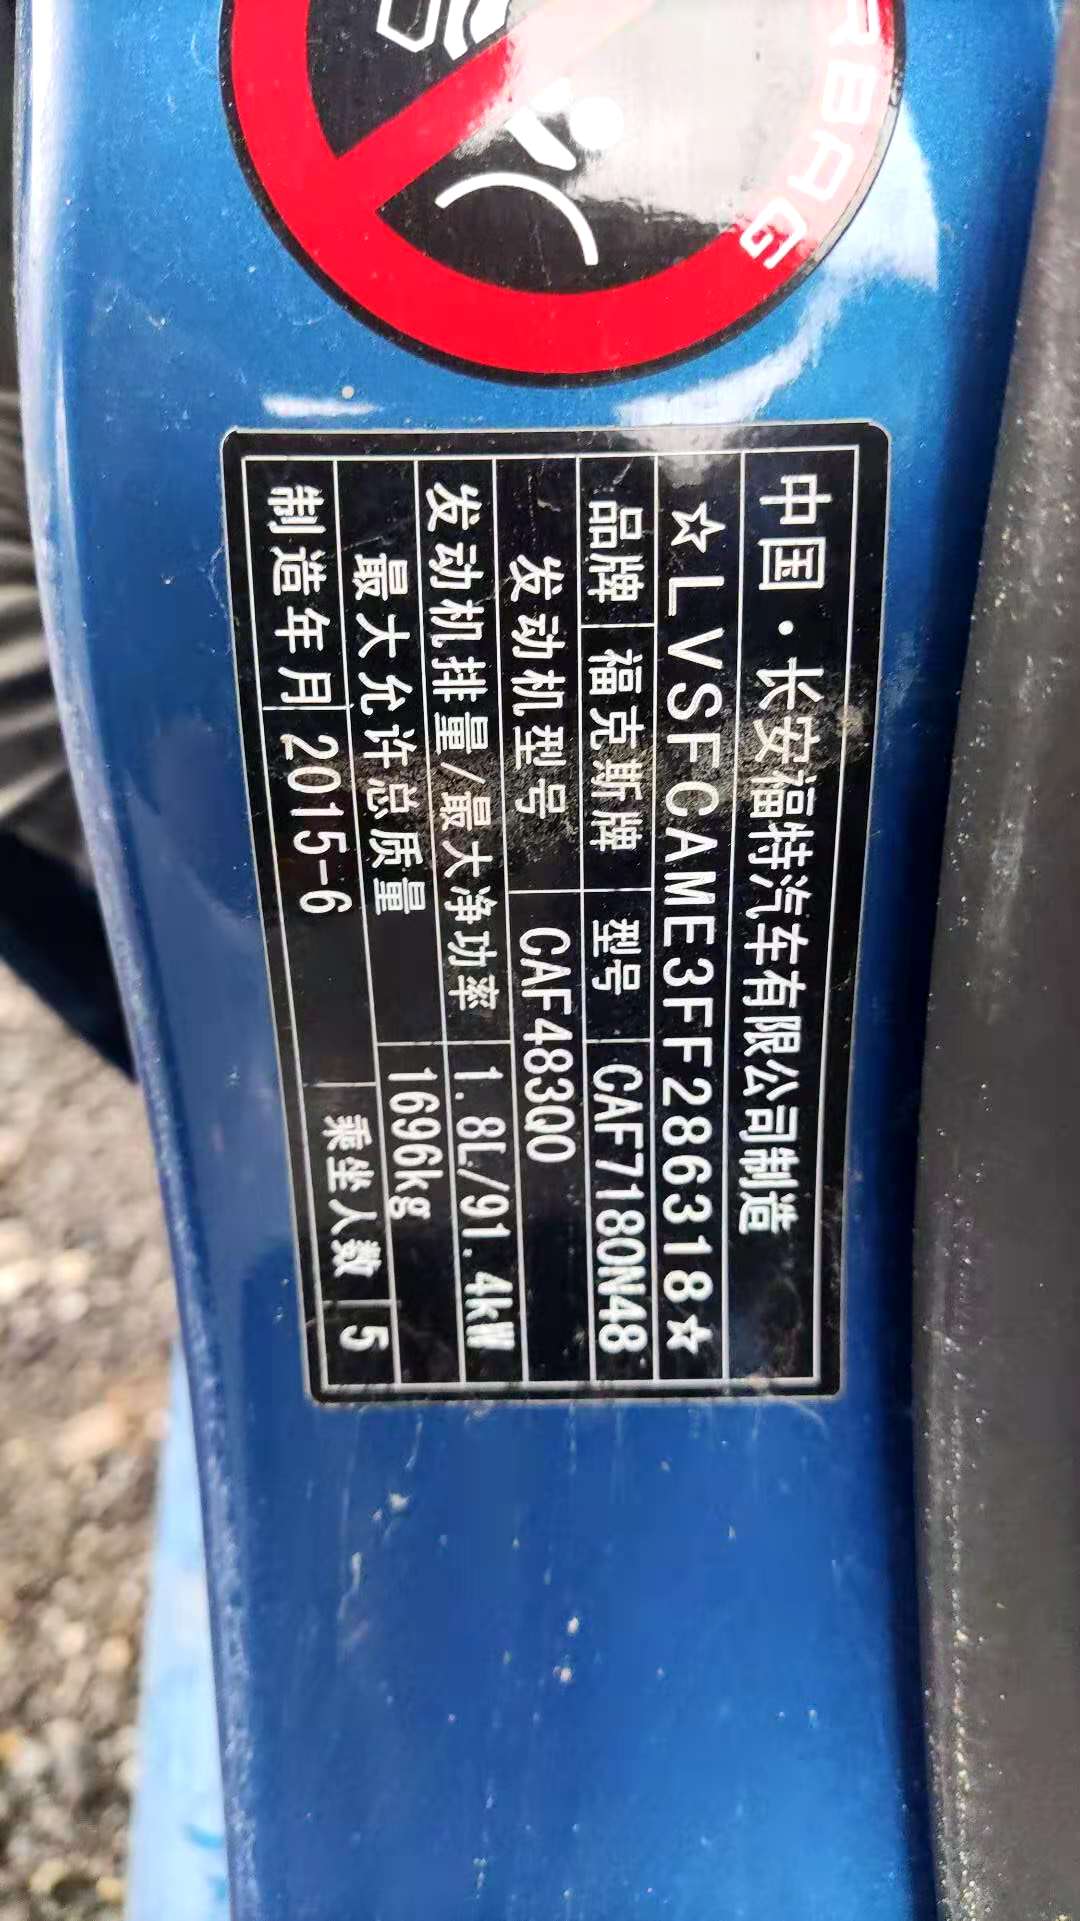 RBAG
中国·长安福特汽车有限公司制造
☆LVSFCAME3FF286318☆
品牌 福克斯牌 型号 CAF7180N48
发动机型号 CAF483Q0
发动机排量/最大净功率 1.8L/91.4kW
最大允许总质量 1696kg
制造年月 2015-6 乘坐人数 5